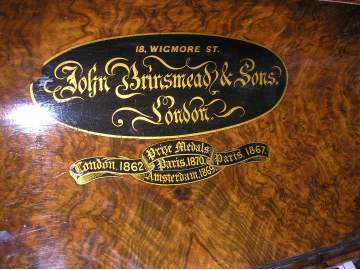 18, WIGMORE ST.
John Brinsmead & Sons.
London.
Prize Medals
London, 1862. Paris, 1870. Paris 1867.
Amsterdam, 1869.